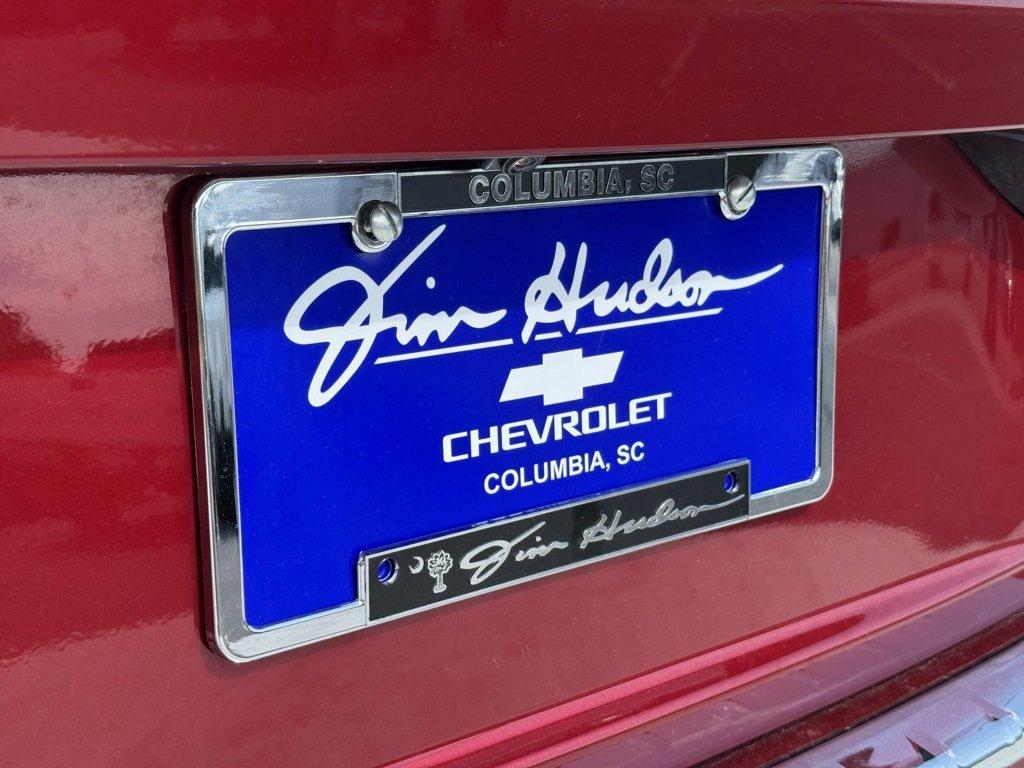 COLUMBIA, SC
Jim Hudson
CHEVROLET
COLUMBIA, SC
Jim Hudson